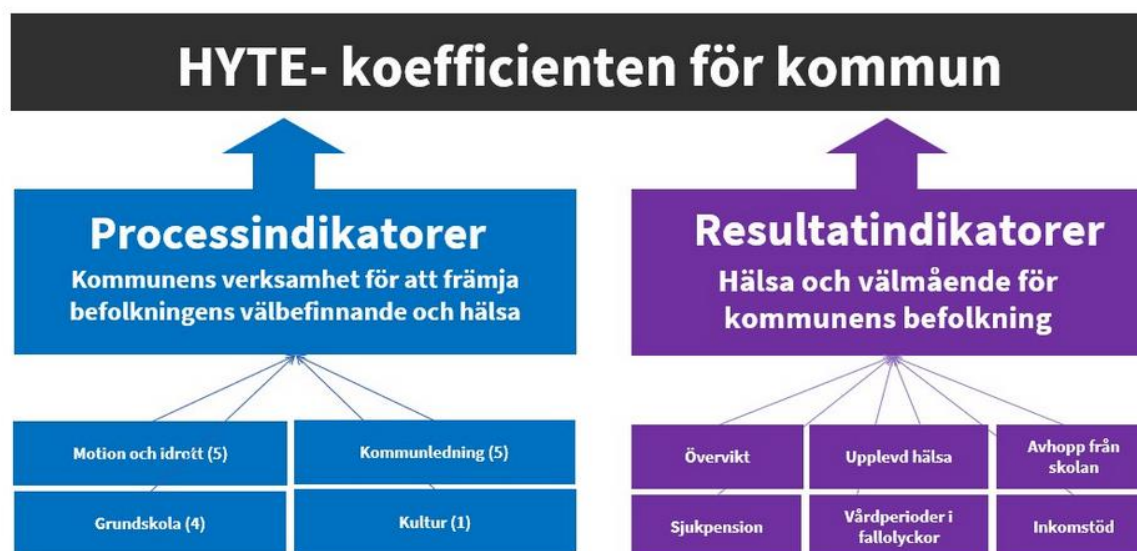 HYTE- koefficienten för kommun
Processindikatorer
Kommunens verksamhet för att främja
befolkningens välbefinnande och hälsa
Motion och idrott (5)
Kommunledning (5)
Grundskola (4)
Kultur (1)
Resultatindikatorer
Hälsa och välmående för
kommunens befolkning
Övervikt
Upplevd hälsa
Avhopp från
skolan
Sjukpension
Vårdperioder i
fallolyckor
Inkomstöd